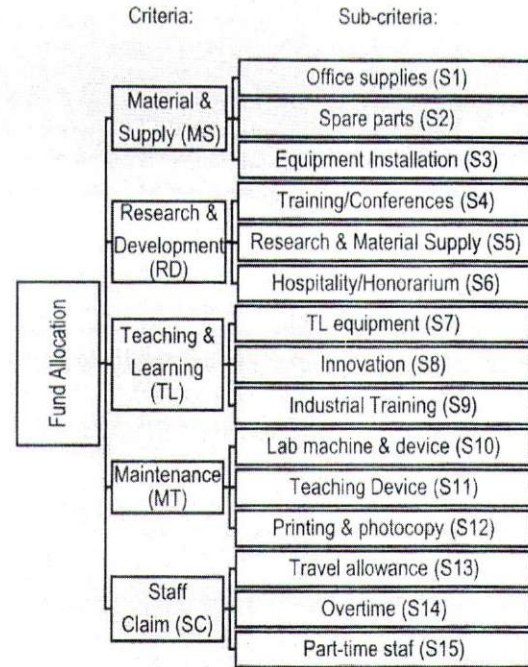 Criteria:
Sub-criteria:
Fund Allocation
Material &
Supply (MS)
Office supplies (S1)
Spare parts (S2)
Equipment Installation (S3)
Research &
Development
(RD)
Training/Conferences (S4)
Research & Material Supply (S5)
Hospitality/Honorarium (S6)
Teaching &
Learning
(TL)
TL equipment (S7)
Innovation (S8)
Industrial Training (S9)
Maintenance
(MT)
Lab machine & device (S10)
Teaching Device (S11)
Printing & photocopy (S12)
Staff
Claim (SC)
Travel allowance (S13)
Overtime (S14)
Part-time staf (S15)